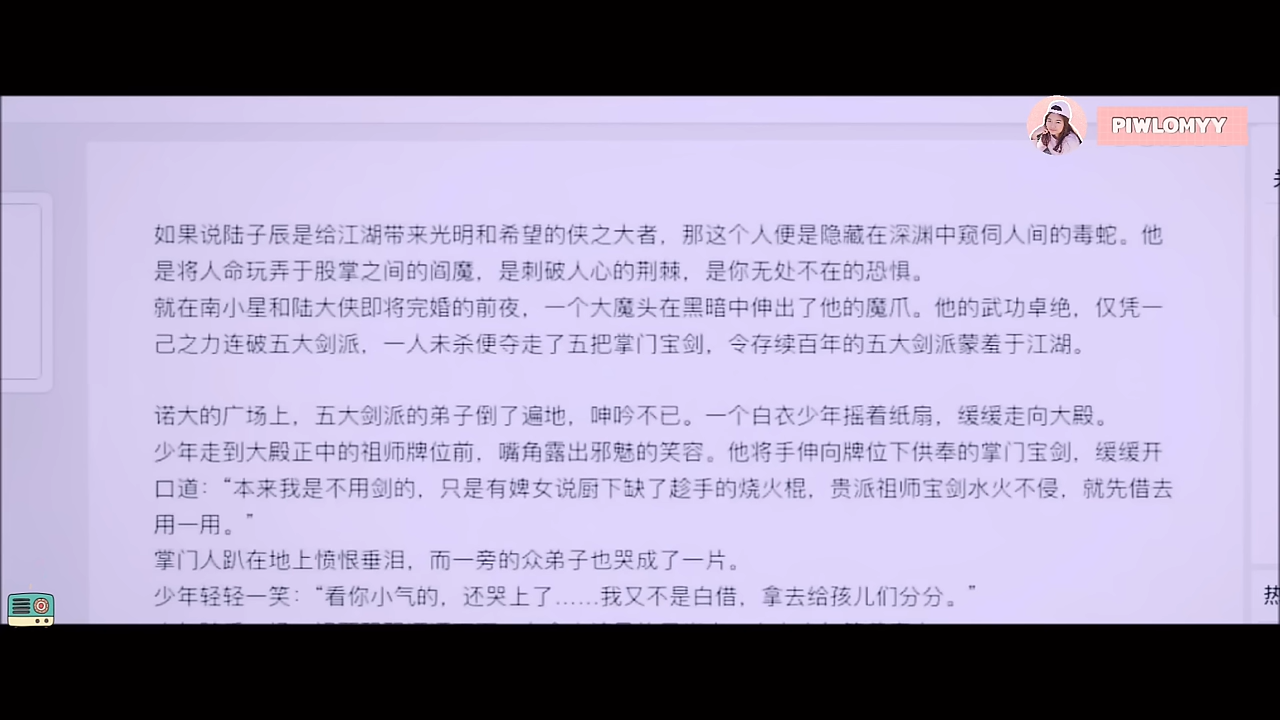 PIWLOMYY
如果说陆子辰是给江湖带来光明和希望的侠之大者，那这个人便是隐藏在深渊中窥伺人间的毒蛇。他
是将人命玩弄于股掌之间的阎魔，是刺破人心的荆棘，是你无处不在的恐惧。
就在南小星和陆大侠即将完婚的前夜，一个大魔头在黑暗中伸出了他的魔爪。他的武功卓绝，仅凭一
己之力连破五大剑派，一人未杀便夺走了五把掌门宝剑，令存续百年的五大剑派蒙羞于江湖。
诺大的广场上，五大剑派的弟子倒了遍地，呻吟不已。一个白衣少年摇着纸扇，缓缓走向大殿。
少年走到大殿正中的祖师牌位前，嘴角露出邪魅的笑容。他将手伸向牌位下供奉的掌门宝剑，缓缓开
口道：“本来我是不用剑的，只是有婢女说厨下缺了趁手的烧火棍，贵派祖师宝剑水火不侵，就先借去
用一用。”
掌门人趴在地上愤恨垂泪，而一旁的众弟子也哭成了一片。
少年轻轻一笑：“看你小气的，还哭上了……我又不是白借，拿去给孩儿们分分。”
热